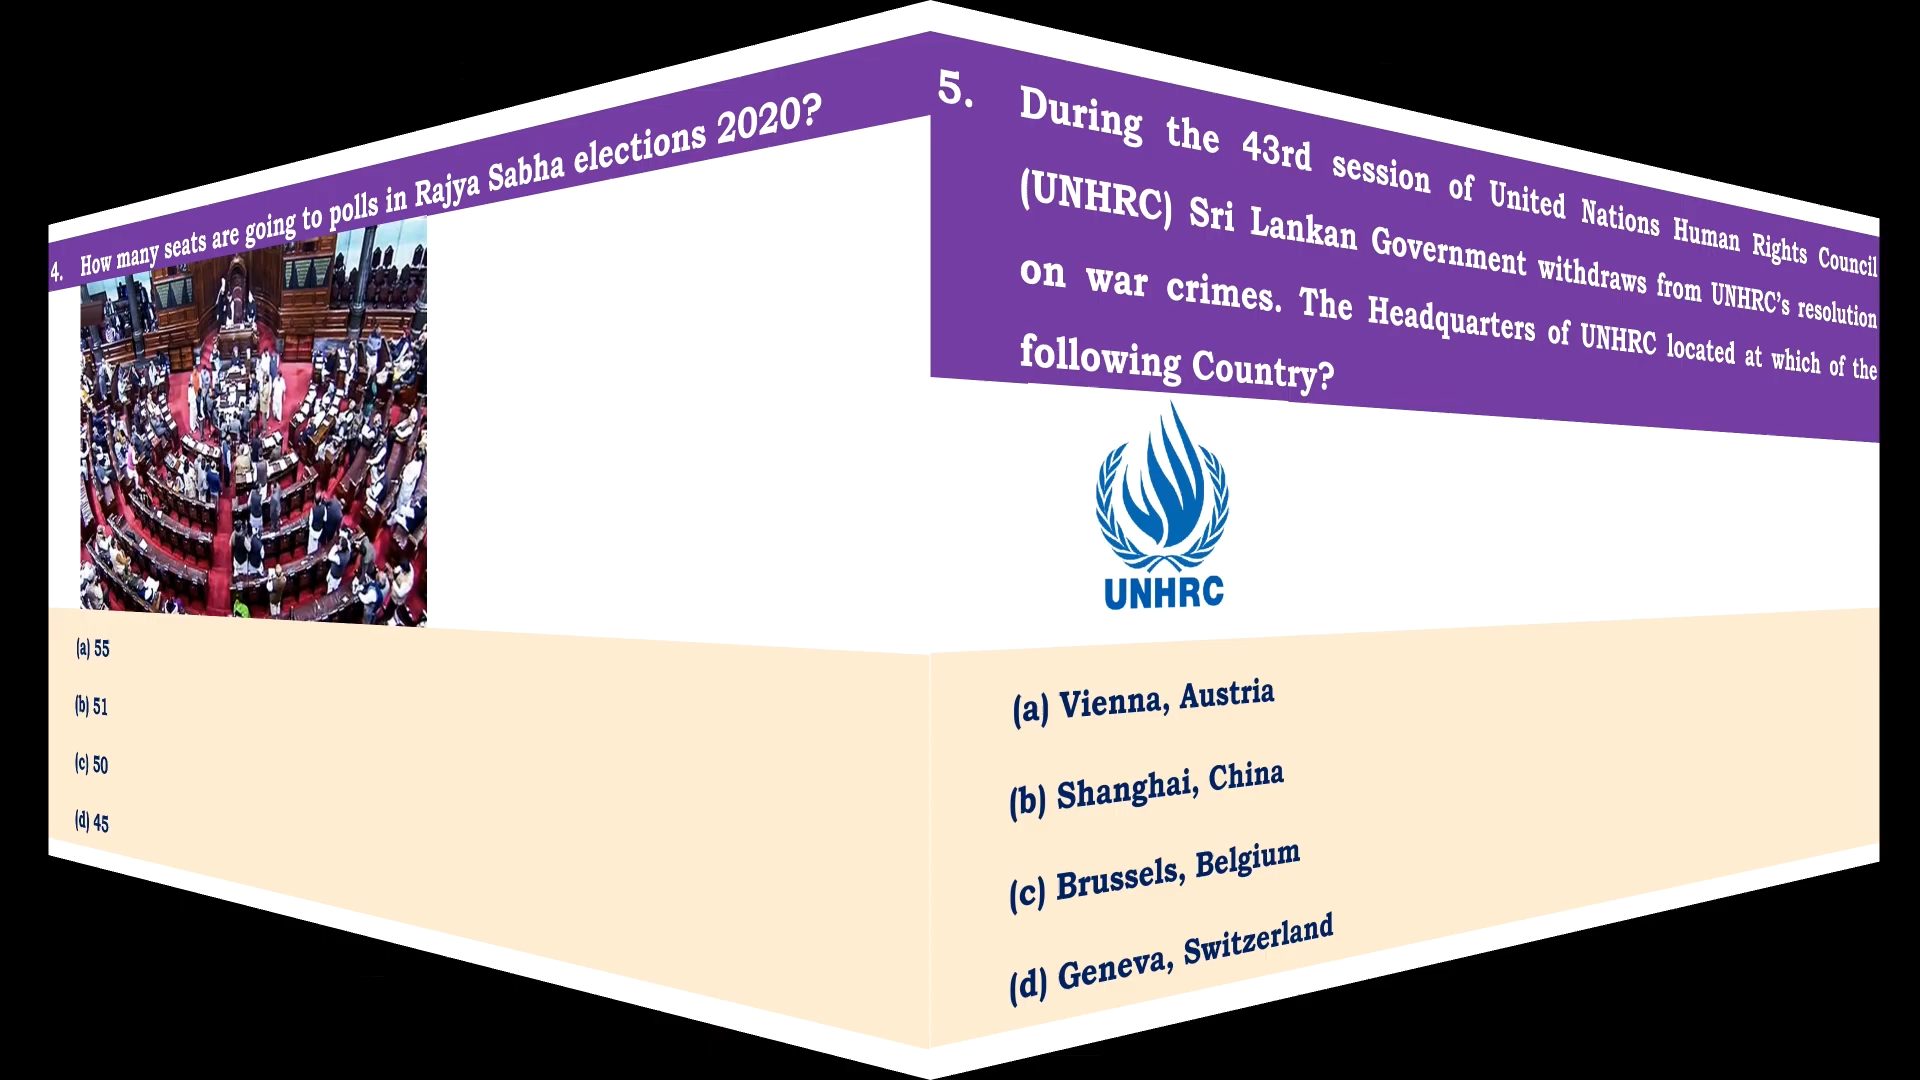 4. How many seats are going to polls in Rajya Sabha elections 2020?
(a) 55
(b) 51
(c) 50
(d) 45
5. During the 43rd session of United Nations Human Rights Council
(UNHRC) Sri Lankan Government withdraws from UNHRC's resolution
on war crimes. The Headquarters of UNHRC located at which of the
following Country?
UNHRC
(a) Vienna, Austria
(b) Shanghai, China
(c) Brussels, Belgium
(d) Geneva, Switzerland